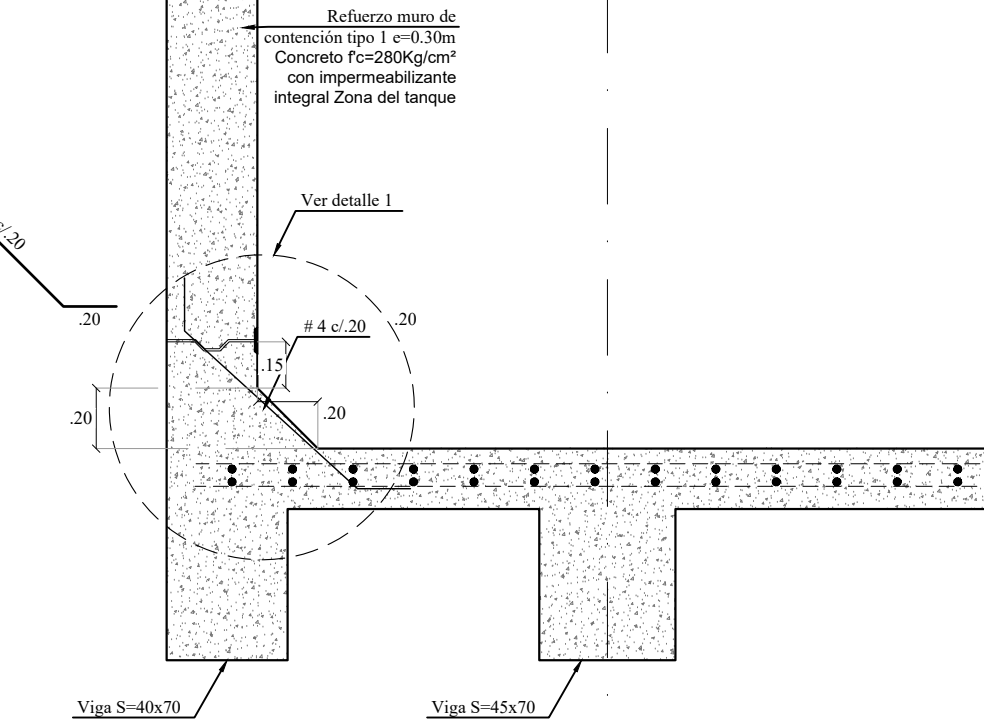 Refuerzo muro de
contención tipo 1 e=0.30m
Concreto f'c=280Kg/cm²
con impermeabilizante
integral Zona del tanque
Ver detalle 1
c/.20
.20
# 4 c/.20
.20
.15
.20
.20
Viga S=40x70
Viga S=45x70